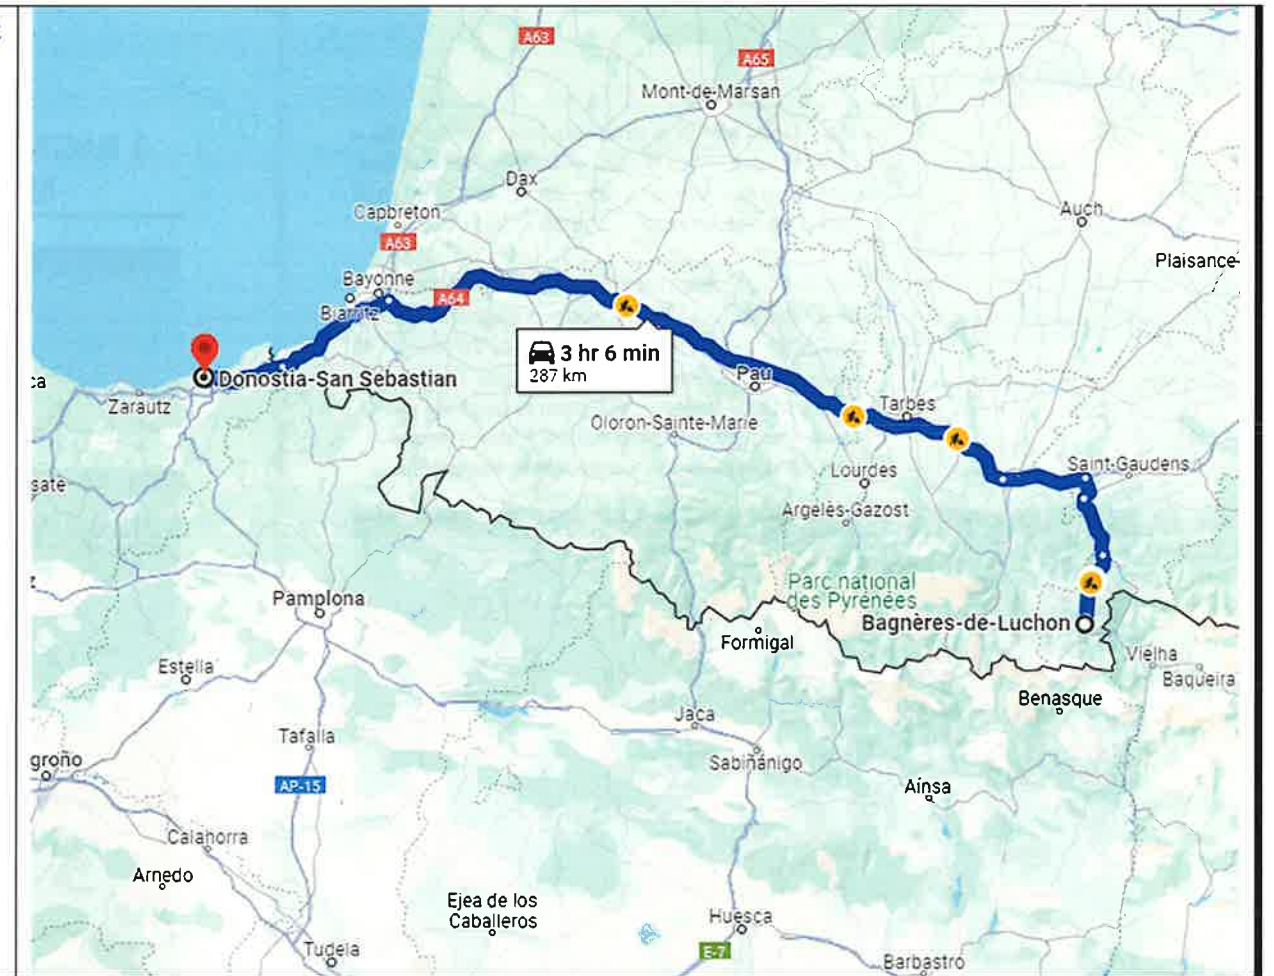 A63
A65
Mont-de-Marsan
Dax
Capbreton
A63
Auch
Bayonne
Plaisance
Biarritz
A64
3 hr 6 min
287 km
Donostia-San Sebastian
Pau
ca
Zarautz
Tarbes
Oloron-Sainte-Marie
Lourdes
Saint-Gaudens
gate
Argelès-Gazost
Parc national
des Pyrénées
Pamplona
Bagnères-de-Luchon
Formigal
Vielha
Estella
Baqueira
Benasque
Jaca
Tafalla
groño
Sabiñánigo
AP-15
Aínsa
Calahorra
Arnedo
Ejea de los
Caballeros
Huesca
Tudela
E-7
Barbastro